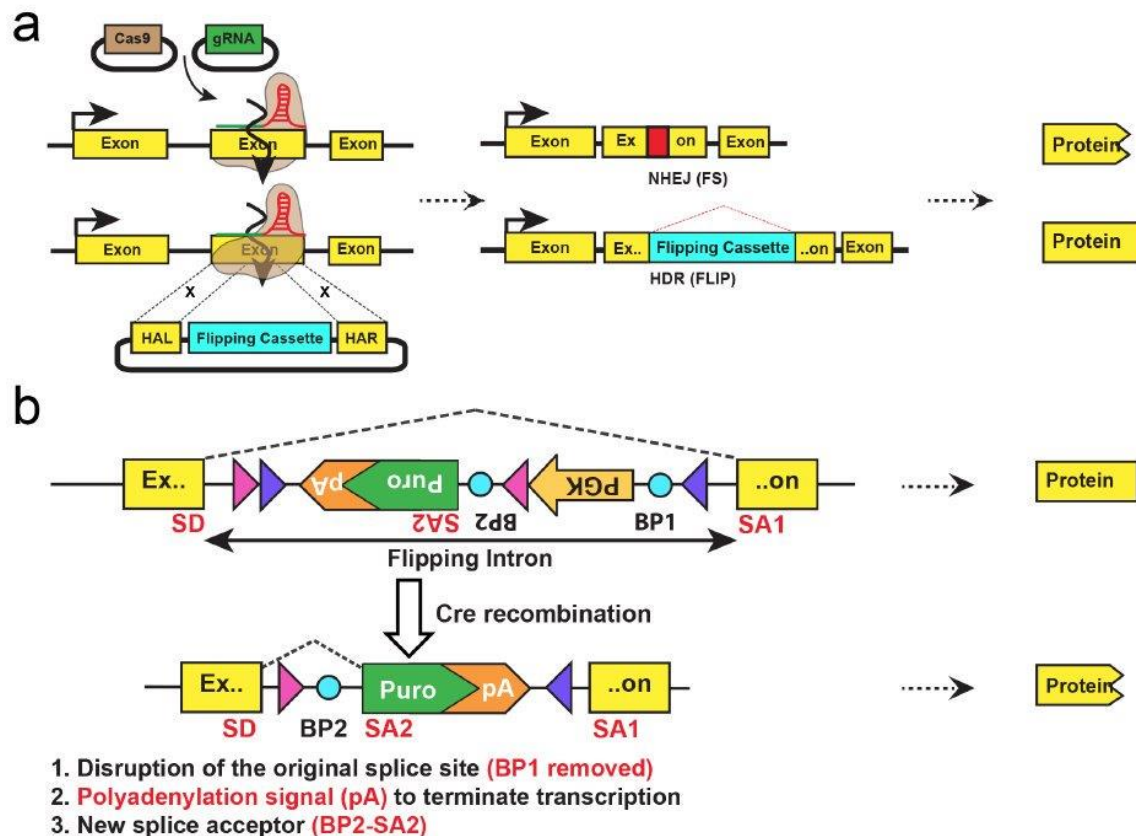 a
Cas9 gRNA
Exon Exon Exon
Exon Exon Exon
X X
HAL Flipping Cassette HAR
Exon Ex on Exon
NHEJ (FS)
Exon Ex.. Flipping Cassette ..on Exon
HDR (FLIP)
Protein
Protein
b
Ex.. pA Puro PGK ..on
SD SA2 BP2 BP1 SA1
Flipping Intron
Protein
Cre recombination
Ex.. Puro pA ..on
SD BP2 SA2 SA1
Protein
1. Disruption of the original splice site (BP1 removed)
2. Polyadenylation signal (pA) to terminate transcription
3. New splice acceptor (BP2-SA2)